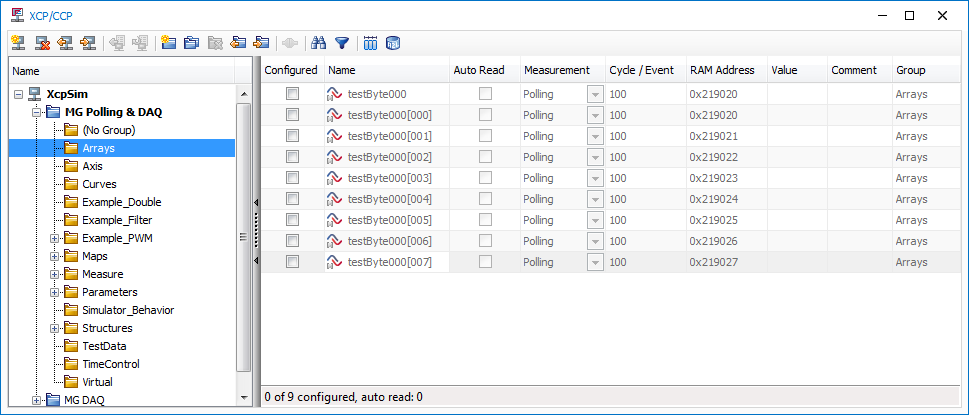 XCP/CCP
Name
XcpSim
MG Polling & DAQ
(No Group)
Arrays
Axis
Curves
Example_Double
Example_Filter
Example_PWM
Maps
Measure
Parameters
Simulator_Behavior
Structures
TestData
TimeControl
Virtual
MG DAQ
Configured Name Auto Read Measurement Cycle / Event RAM Address Value Comment Group
testByte000 Polling 100 0x219020 Arrays
testByte000[000] Polling 100 0x219020 Arrays
testByte000[001] Polling 100 0x219021 Arrays
testByte000[002] Polling 100 0x219022 Arrays
testByte000[003] Polling 100 0x219023 Arrays
testByte000[004] Polling 100 0x219024 Arrays
testByte000[005] Polling 100 0x219025 Arrays
testByte000[006] Polling 100 0x219026 Arrays
testByte000[007] Polling 100 0x219027 Arrays
0 of 9 configured, auto read: 0